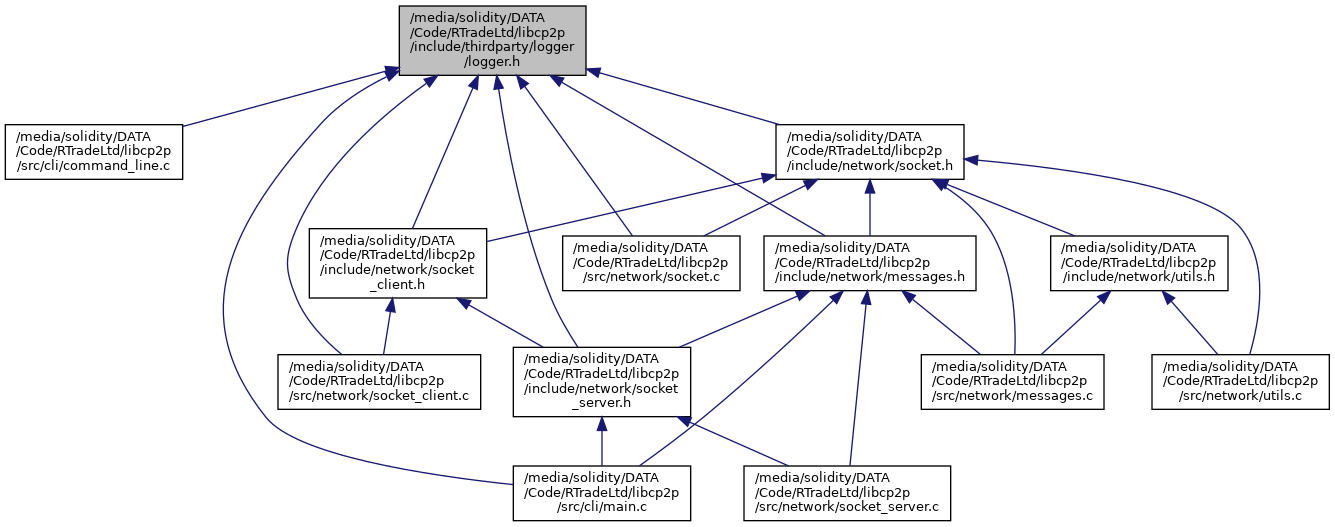 /media/solidity/DATA
/Code/RTradeLtd/libcp2p
/include/thirdparty/logger
/logger.h
/media/solidity/DATA
/Code/RTradeLtd/libcp2p
/src/cli/command_line.c
/media/solidity/DATA
/Code/RTradeLtd/libcp2p
/include/network/socket.h
/media/solidity/DATA
/Code/RTradeLtd/libcp2p
/include/network/socket
_client.h
/media/solidity/DATA
/Code/RTradeLtd/libcp2p
/src/network/socket.c
/media/solidity/DATA
/Code/RTradeLtd/libcp2p
/include/network/messages.h
/media/solidity/DATA
/Code/RTradeLtd/libcp2p
/include/network/utils.h
/media/solidity/DATA
/Code/RTradeLtd/libcp2p
/src/network/socket_client.c
/media/solidity/DATA
/Code/RTradeLtd/libcp2p
/include/network/socket
_server.h
/media/solidity/DATA
/Code/RTradeLtd/libcp2p
/src/network/messages.c
/media/solidity/DATA
/Code/RTradeLtd/libcp2p
/src/network/utils.c
/media/solidity/DATA
/Code/RTradeLtd/libcp2p
/src/cli/main.c
/media/solidity/DATA
/Code/RTradeLtd/libcp2p
/src/network/socket_server.c